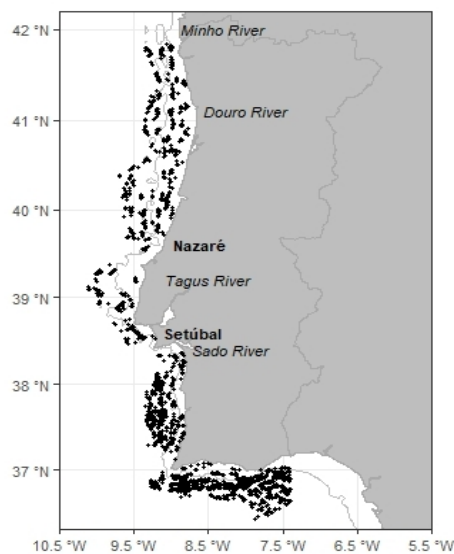 42 °N
Minho River
41 °N
Douro River
40 °N
Nazaré
39 °N
Tagus River
Setúbal
Sado River
38 °N
37 °N
10.5 °W 9.5 °W 8.5 °W 7.5 °W 6.5 °W 5.5 °W